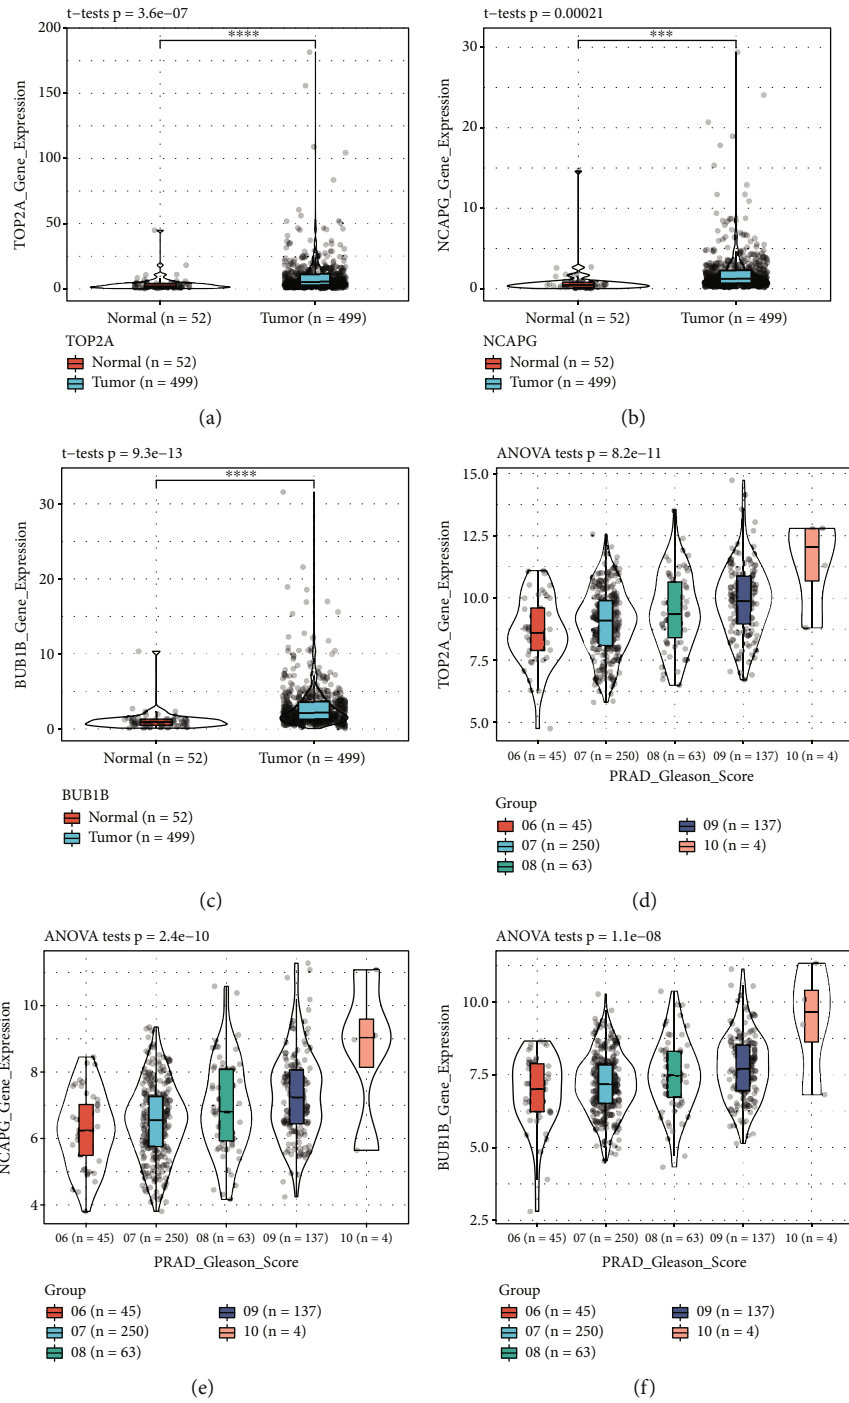 t−tests p = 3.6e−07
****
200
150
100
50
0
TOP2A_Gene_Expression
Normal (n = 52)
Tumor (n = 499)
TOP2A
Normal (n = 52)
Tumor (n = 499)
(a)
t−tests p = 0.00021
***
30
20
10
0
NCAPG_Gene_Expression
Normal (n = 52)
Tumor (n = 499)
NCAPG
Normal (n = 52)
Tumor (n = 499)
(b)
t−tests p = 9.3e−13
****
30
20
10
0
BUB1B_Gene_Expression
Normal (n = 52)
Tumor (n = 499)
BUB1B
Normal (n = 52)
Tumor (n = 499)
(c)
ANOVA tests p = 8.2e−11
15.0
12.5
10.0
7.5
5.0
TOP2A_Gene_Expression
06 (n = 45) 07 (n = 250) 08 (n = 63) 09 (n = 137) 10 (n = 4)
PRAD_Gleason_Score
Group
06 (n = 45)
07 (n = 250)
08 (n = 63)
09 (n = 137)
10 (n = 4)
(d)
ANOVA tests p = 2.4e−10
10
8
6
4
NCAPG_Gene_Expression
06 (n = 45) 07 (n = 250) 08 (n = 63) 09 (n = 137) 10 (n = 4)
PRAD_Gleason_Score
Group
06 (n = 45)
07 (n = 250)
08 (n = 63)
09 (n = 137)
10 (n = 4)
(e)
ANOVA tests p = 1.1e−08
10.0
7.5
5.0
2.5
BUB1B_Gene_Expression
06 (n = 45) 07 (n = 250) 08 (n = 63) 09 (n = 137) 10 (n = 4)
PRAD_Gleason_Score
Group
06 (n = 45)
07 (n = 250)
08 (n = 63)
09 (n = 137)
10 (n = 4)
(f)